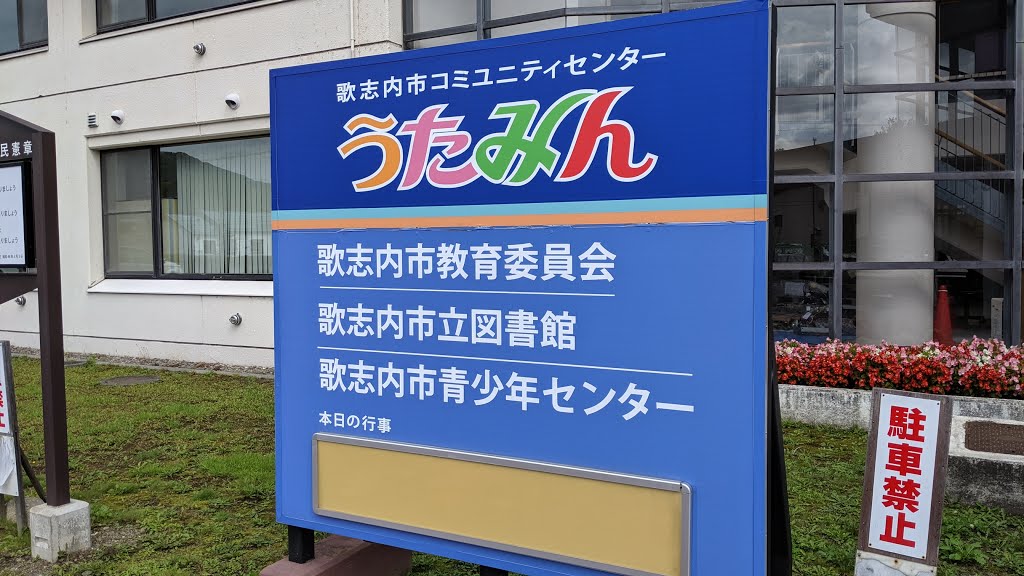 歌志内市コミユニティセンター
うたみん
歌志内市教育委員会
歌志内市立図書館
歌志内市青少年センター
本日の行事
駐車禁止
民憲章